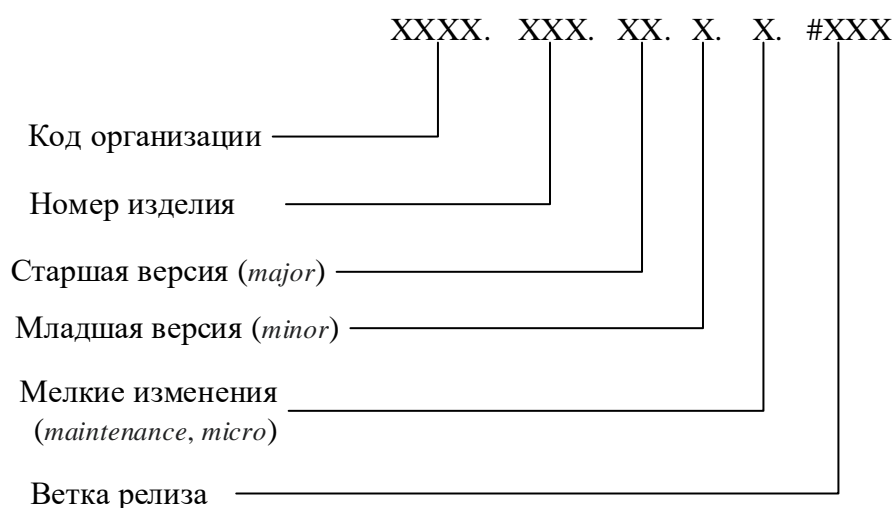 XXXX. XXX. XX. X. X. #XXX
Код организации
Номер изделия
Старшая версия (major)
Младшая версия (minor)
Мелкие изменения
(maintenance, micro)
Ветка релиза